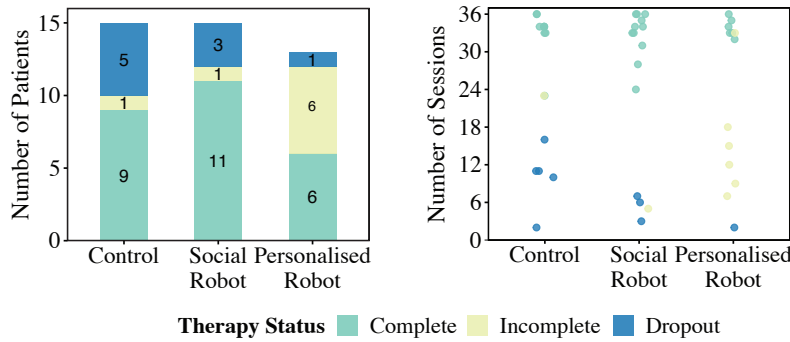 Number of Patients
15
10
5
0
5
1
9
3
1
11
1
6
6
Control
Social
Robot
Personalised
Robot
Number of Sessions
36
30
24
18
12
6
0
Control
Social
Robot
Personalised
Robot
Therapy Status Complete Incomplete Dropout